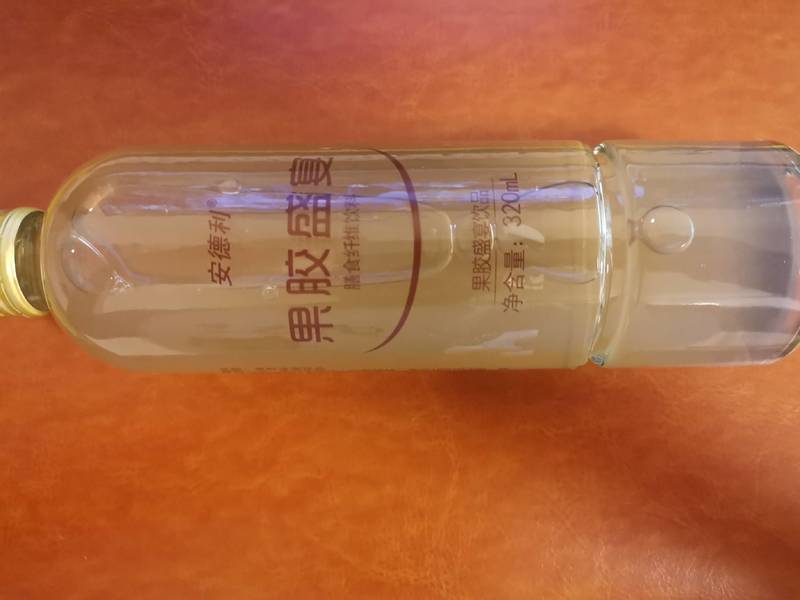 安德利®
果胶盛宴
膳食纤维饮料
果胶盛宴饮品
净含量：320mL